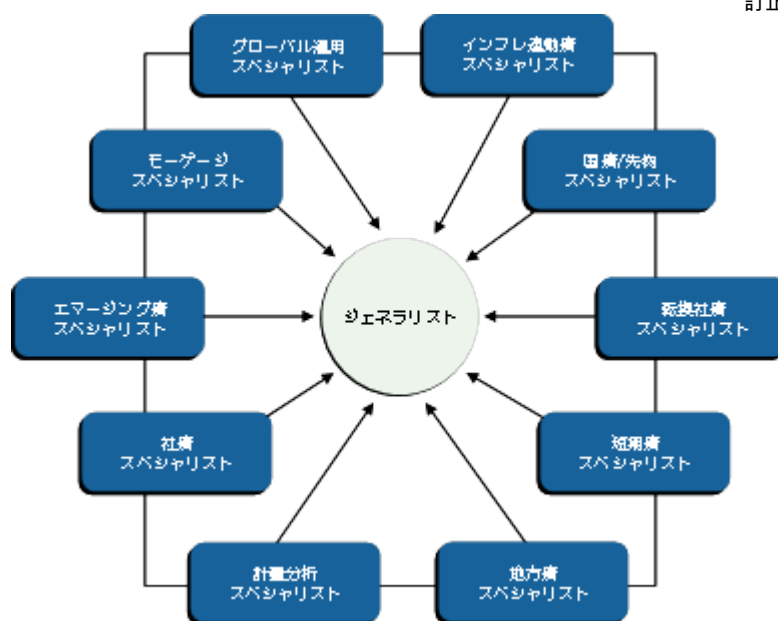 訂正
グローバル運用
スペシャリスト
インフレ連動債
スペシャリスト
モーゲージ
スペシャリスト
国債/先物
スペシャリスト
エマージング債
スペシャリスト
ジェネラリスト
転換社債
スペシャリスト
社債
スペシャリスト
短期債
スペシャリスト
計量分析
スペシャリスト
地方債
スペシャリスト